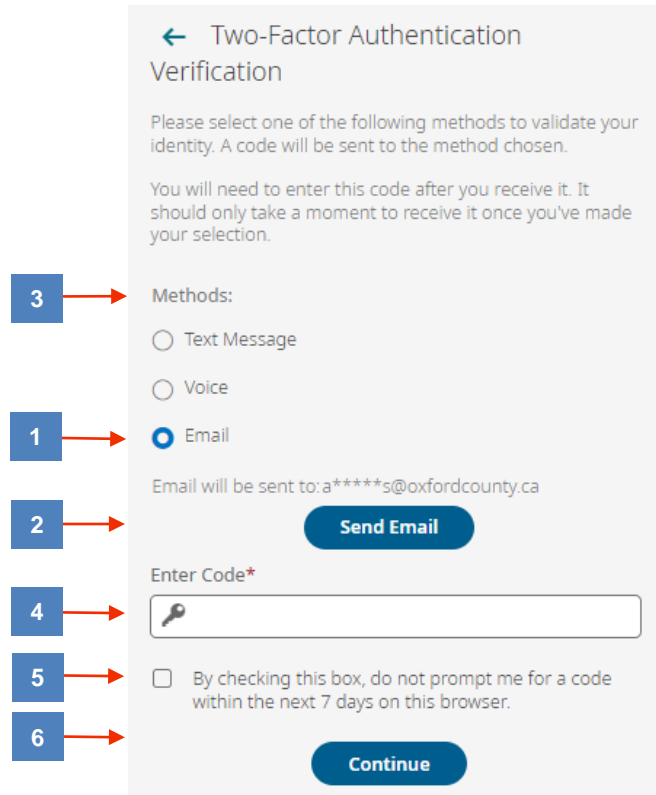 ← Two-Factor Authentication
Verification
Please select one of the following methods to validate your
identity. A code will be sent to the method chosen.
You will need to enter this code after you receive it. It
should only take a moment to receive it once you've made
your selection.
3
Methods:
Text Message
Voice
1
Email
Email will be sent to:a*****s@oxfordcounty.ca
2
Send Email
Enter Code*
4
5
By checking this box, do not prompt me for a code
within the next 7 days on this browser.
6
Continue